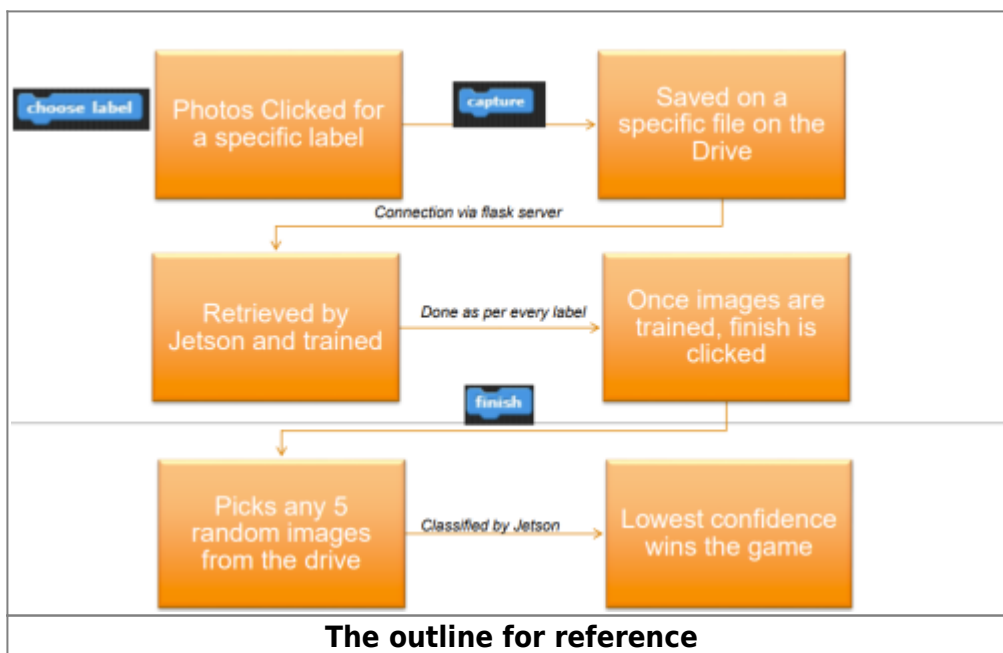 choose label
Photos Clicked for
a specific label
capture
Saved on a
specific file on the
Drive
Connection via flask server
Retrieved by
Jetson and trained
Done as per every label
Once images are
trained, finish is
clicked
finish
Picks any 5
random images
from the drive
Classified by Jetson
Lowest confidence
wins the game
The outline for reference